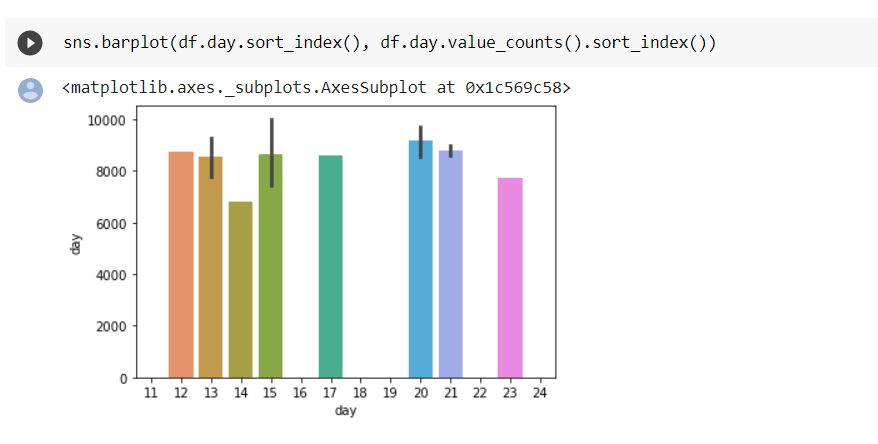 sns.barplot(df.day.sort_index(), df.day.value_counts().sort_index())
<matplotlib.axes._subplots.AxesSubplot at 0x1c569c58>
10000
8000
6000
4000
2000
0
day
11 12 13 14 15 16 17 18 19 20 21 22 23 24
day